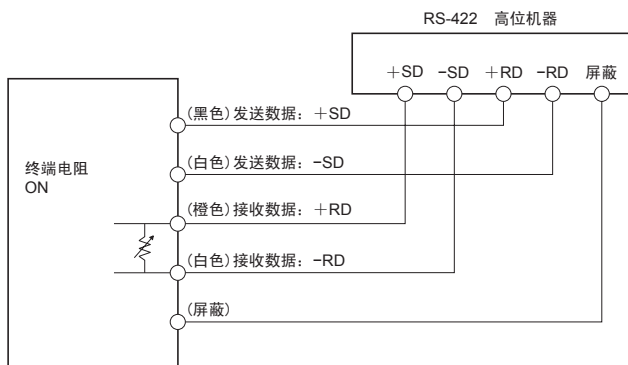 RS-422 高位机器
+SD -SD +RD -RD 屏蔽
(黑色)发送数据：+SD
(白色)发送数据：-SD
终端电阻
ON
(橙色)接收数据：+RD
(白色)接收数据：-RD
(屏蔽)